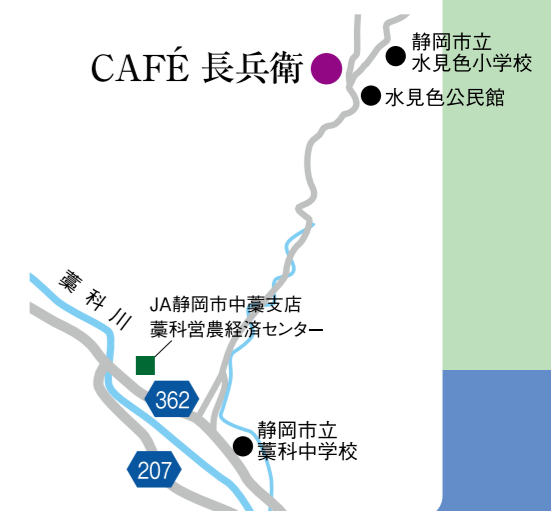 静岡市立
水見色小学校
CAFÉ 長兵衛
水見色公民館
藁科川
JA静岡市中藁支店
藁科営農経済センター
362
静岡市立
藁科中学校
207